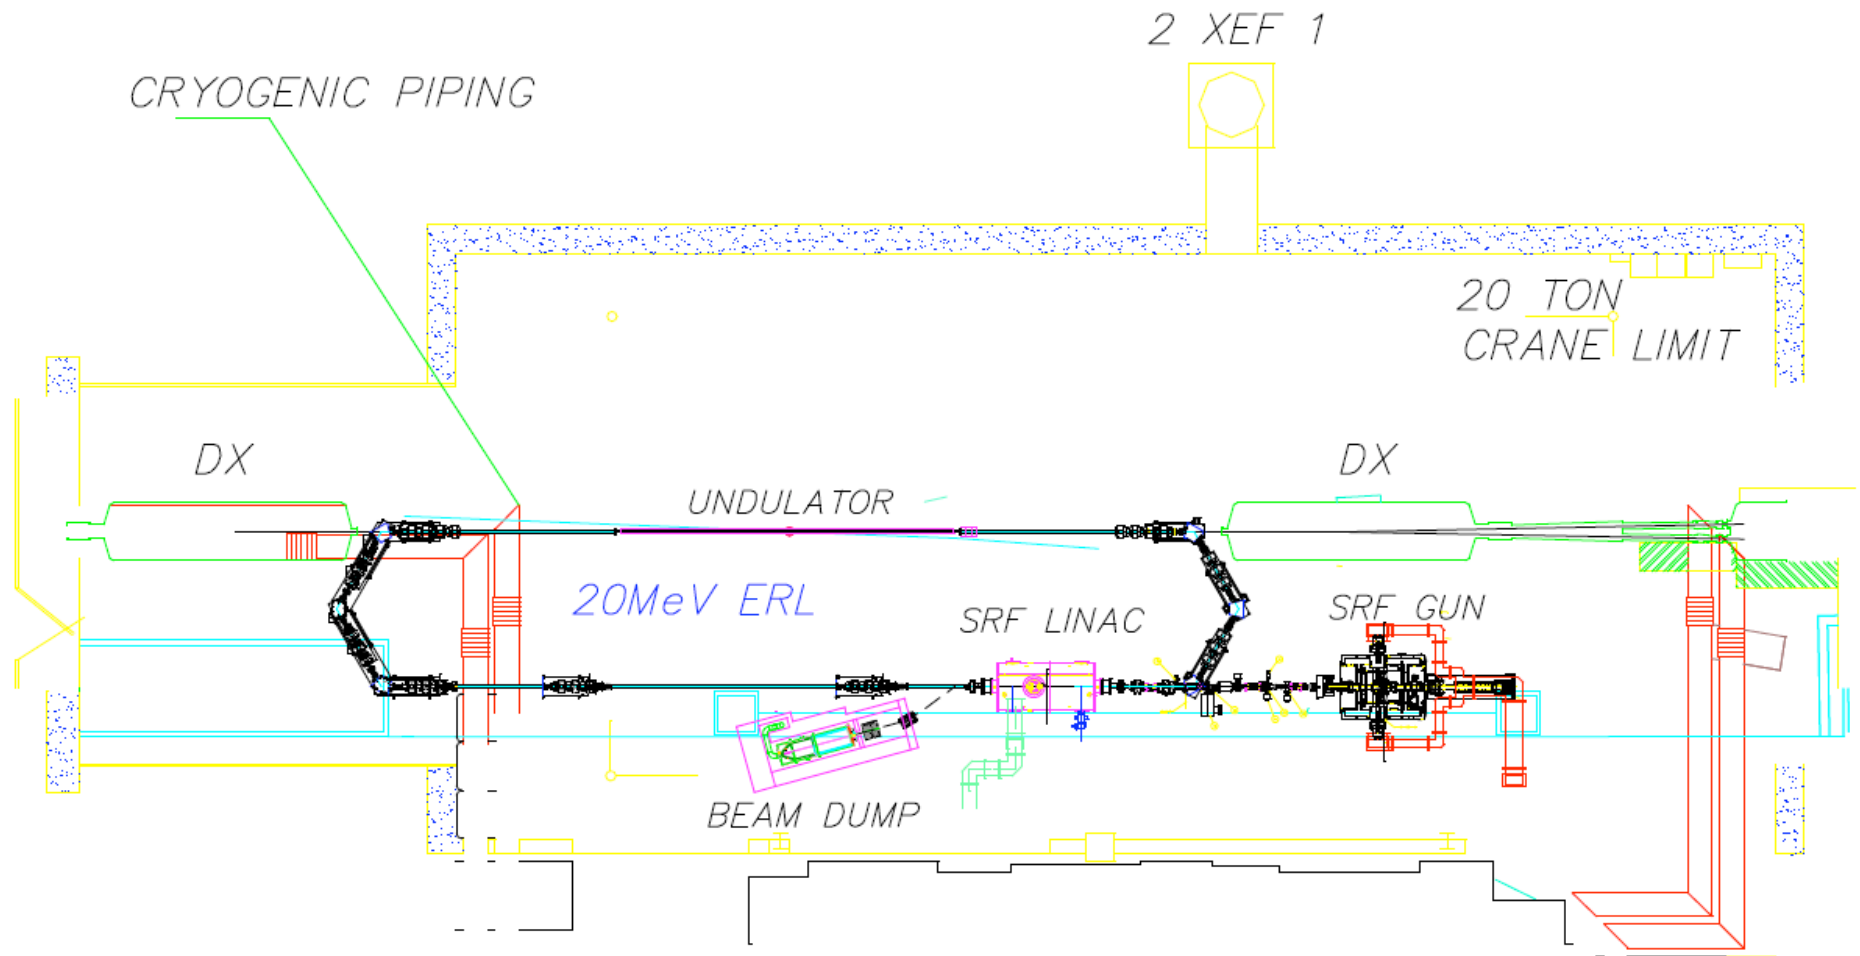 2 XEF 1
CRYOGENIC PIPING
20 TON
CRANE LIMIT
DX
DX
UNDULATOR
20MeV ERL
SRF LINAC
SRF GUN
BEAM DUMP